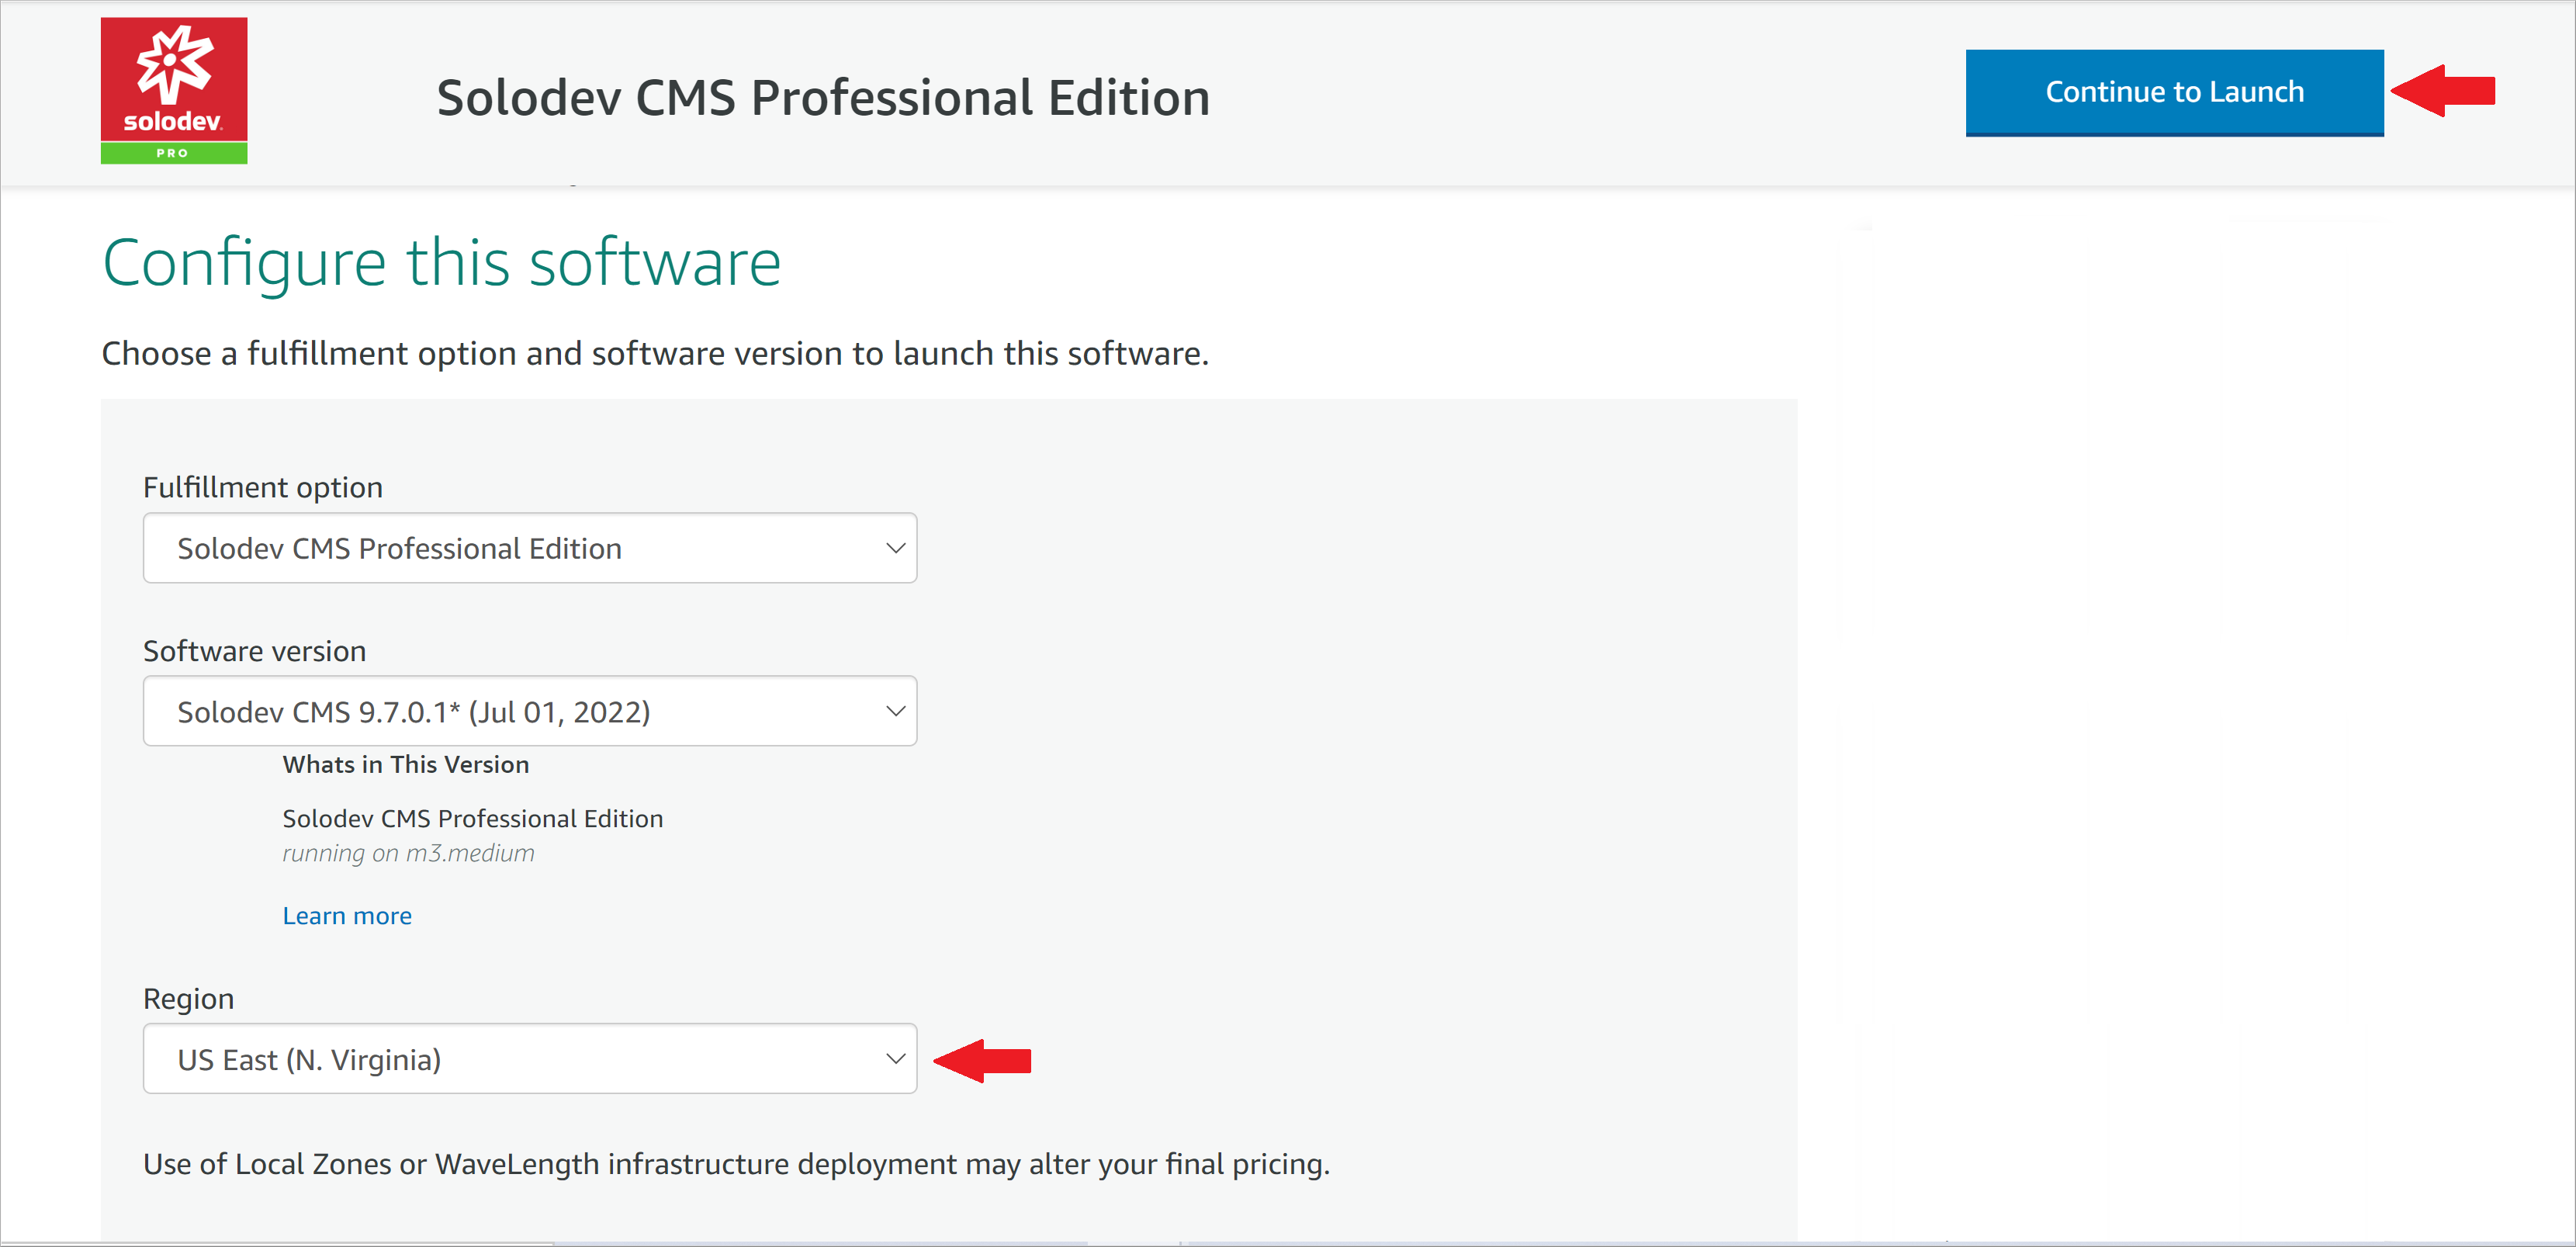 solodev.
PRO
Solodev CMS Professional Edition
Continue to Launch
Configure this software
Choose a fulfillment option and software version to launch this software.
Fulfillment option
Solodev CMS Professional Edition
Software version
Solodev CMS 9.7.0.1* (Jul 01, 2022)
Whats in This Version
Solodev CMS Professional Edition
running on m3.medium
Learn more
Region
US East (N. Virginia)
Use of Local Zones or WaveLength infrastructure deployment may alter your final pricing.